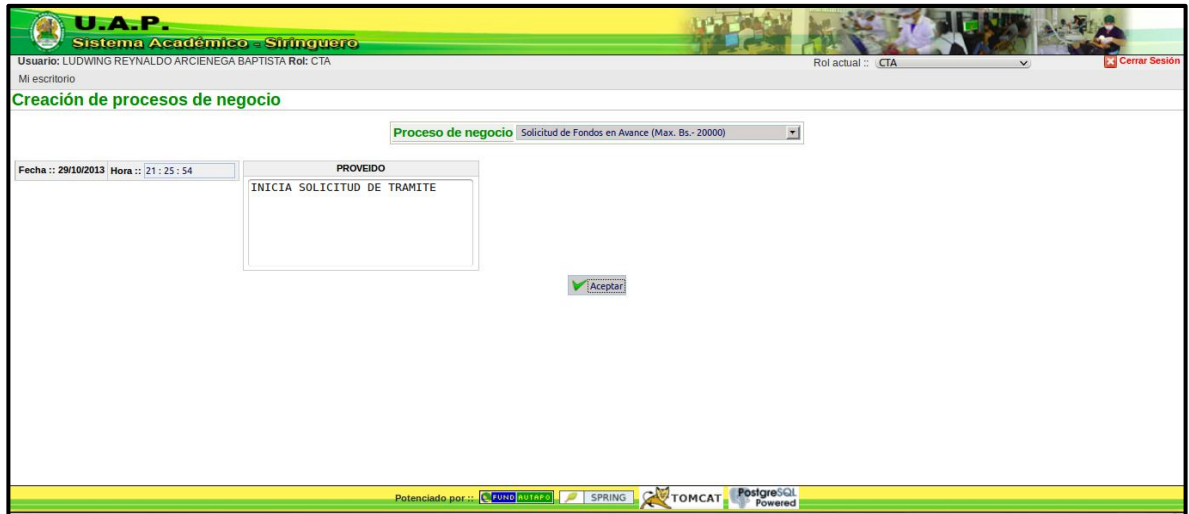 U.A.P.
Sistema Académico - Siringuero
Usuario: LUDWING REYNALDO ARCIENEGA BAPTISTA Rol: CTA
Rol actual :: CTA
Cerrar Sesión
Mi escritorio
Creación de procesos de negocio
Proceso de negocio Solicitud de Fondos en Avance (Max. Bs.- 20000)
Fecha :: 29/10/2013 Hora :: 21 : 25 : 54
PROVEIDO
INICIA SOLICITUD DE TRAMITE
Aceptar
Potenciado por :: FUND AUTAPO SPRING TOMCAT PostgreSQL Powered